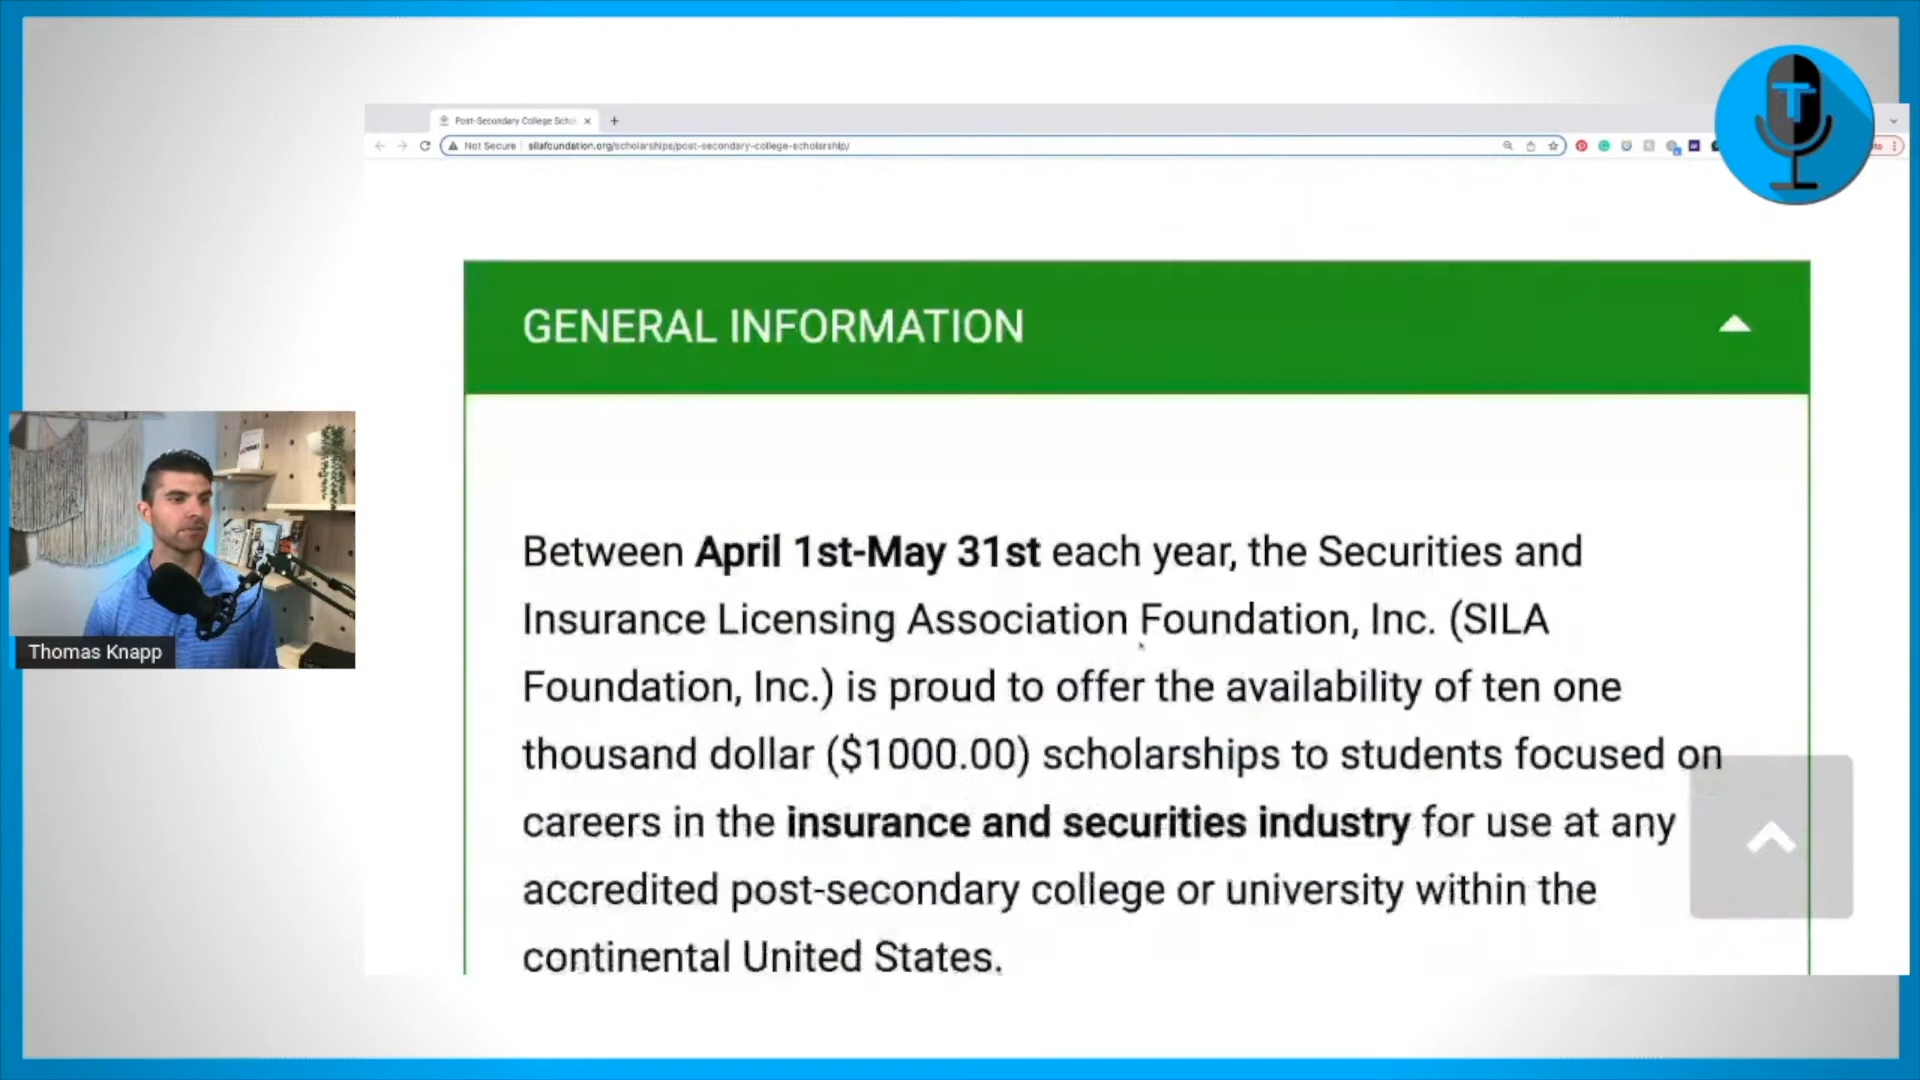 Post-Secondary College Schol
Not Secure
silafoundation.org/scholarships/post-secondary-college-scholarship/
T
GENERAL INFORMATION
Between April 1st-May 31st each year, the Securities and
Insurance Licensing Association Foundation, Inc. (SILA
Foundation, Inc.) is proud to offer the availability of ten one
thousand dollar ($1000.00) scholarships to students focused on
careers in the insurance and securities industry for use at any
accredited post-secondary college or university within the
continental United States.
Thomas Knapp